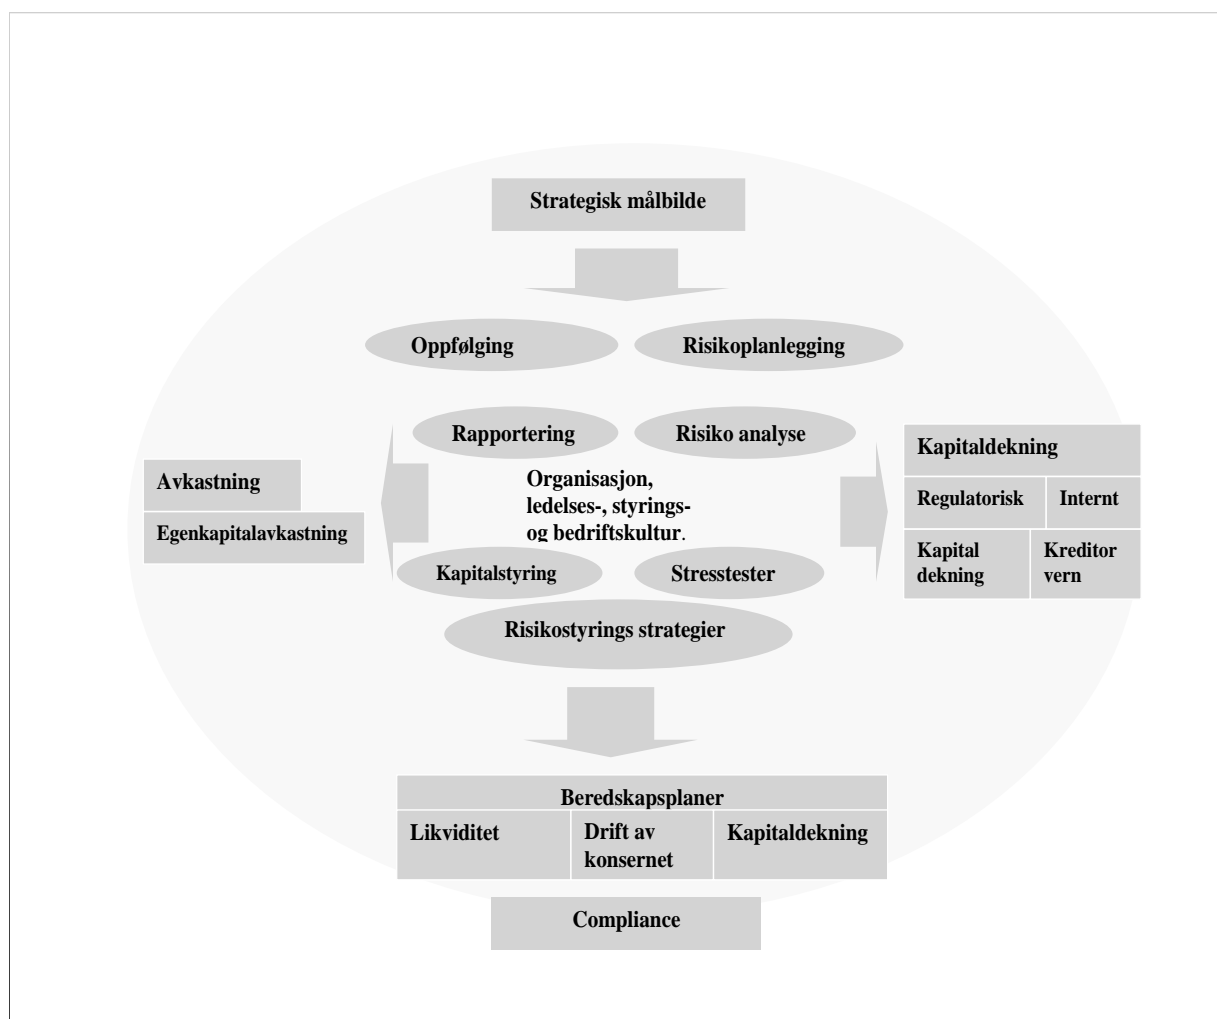 Strategisk målbilde
Oppfølging
Risikoplanlegging
Rapportering
Risiko analyse
Organisasjon,
ledelses-, styrings-
og bedriftskultur.
Avkastning
Egenkapitalavkastning
Kapitaldekning
Regulatorisk
Internt
Kapital
dekning
Kreditor
vern
Kapitalstyring
Stresstester
Risikostyrings strategier
Beredskapsplaner
Likviditet
Drift av
konsernet
Kapitaldekning
Compliance